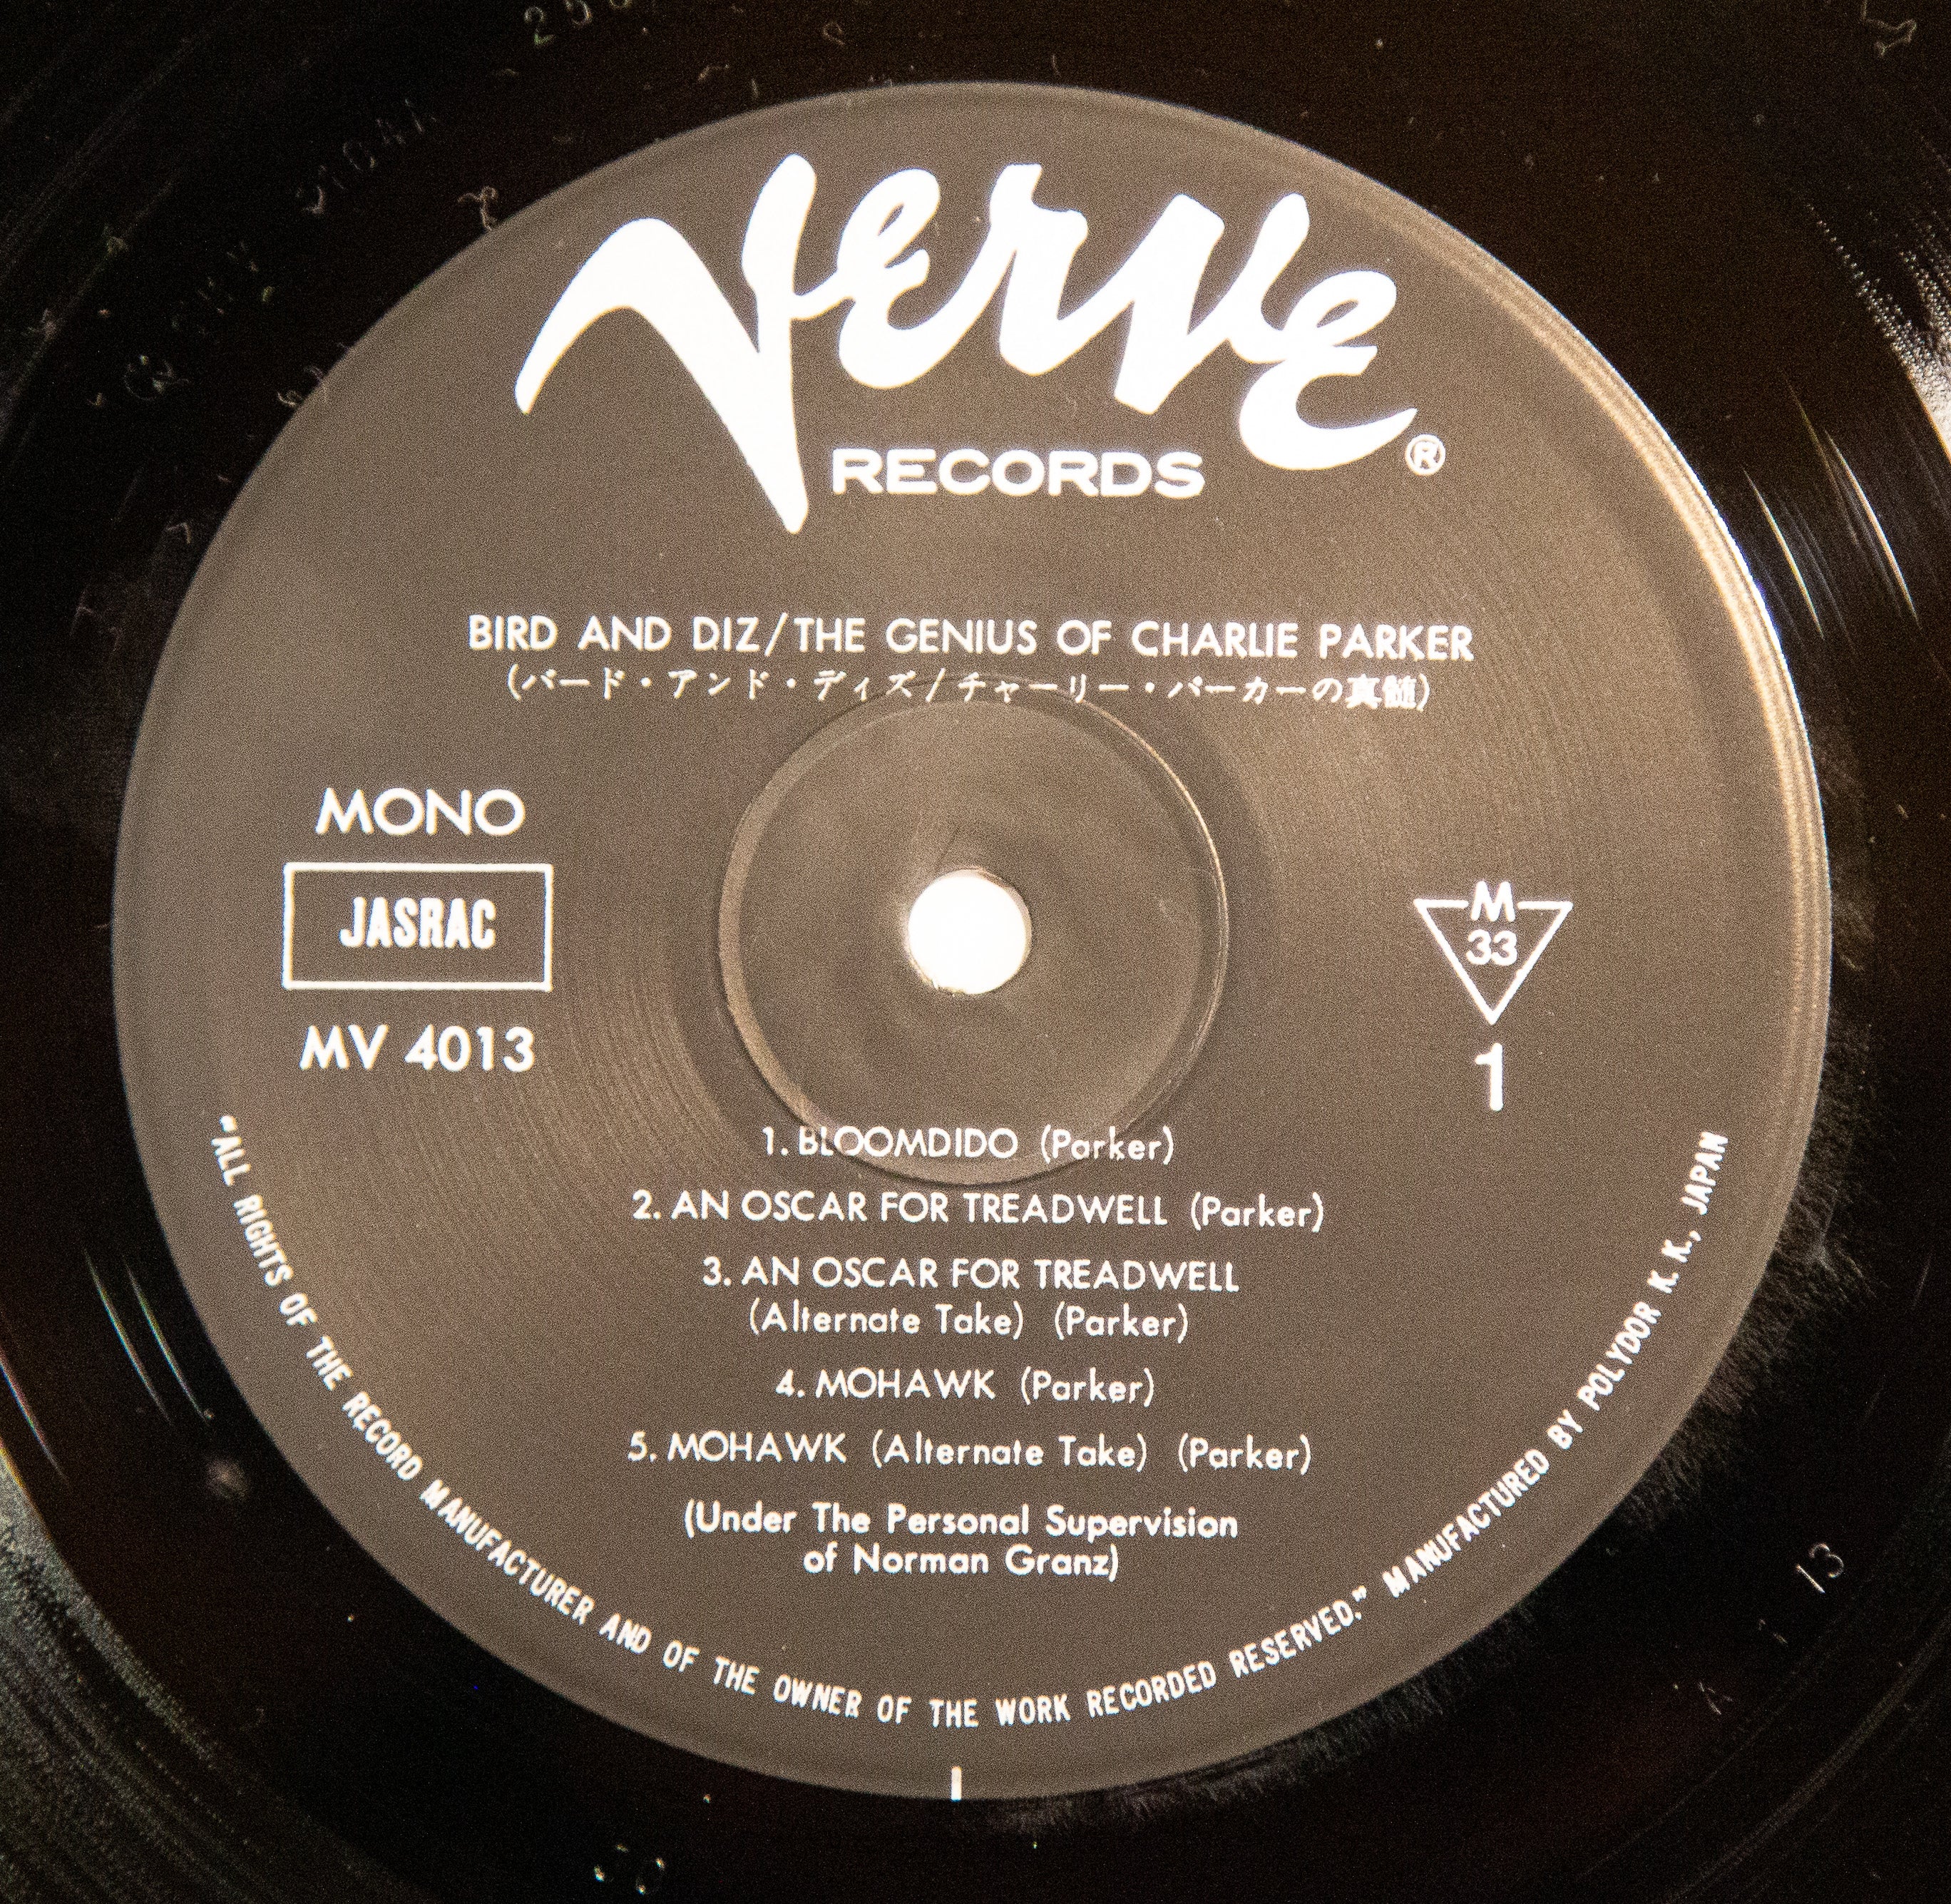 Verve
RECORDS ®
BIRD AND DIZ/THE GENIUS OF CHARLIE PARKER
(バード・アンド・ディズ/チャーリー・パーカーの真髄)
MONO
JASRAC
MV 4013
M
33
1
1. BLOOMDIDO (Parker)
2. AN OSCAR FOR TREADWELL (Parker)
3. AN OSCAR FOR TREADWELL
(Alternate Take) (Parker)
4. MOHAWK (Parker)
5. MOHAWK (Alternate Take) (Parker)
(Under The Personal Supervision
of Norman Granz)
"ALL RIGHTS OF THE RECORD MANUFACTURER AND OF THE OWNER OF THE WORK RECORDED RESERVED." MANUFACTURED BY POLYDOR K. K., JAPAN
13